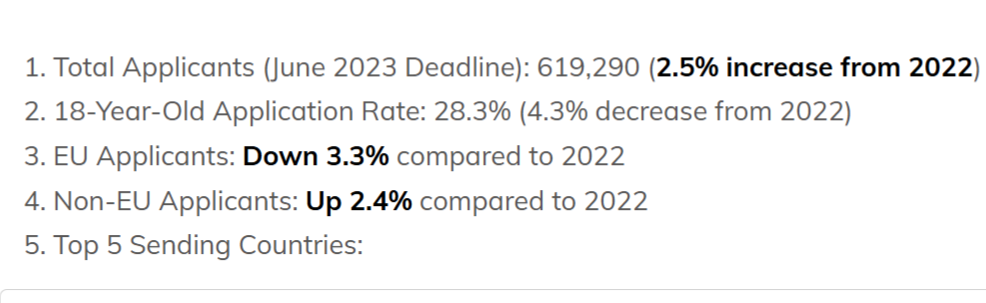 1. Total Applicants (June 2023 Deadline): 619,290 (2.5% increase from 2022)
2. 18-Year-Old Application Rate: 28.3% (4.3% decrease from 2022)
3. EU Applicants: Down 3.3% compared to 2022
4. Non-EU Applicants: Up 2.4% compared to 2022
5. Top 5 Sending Countries: